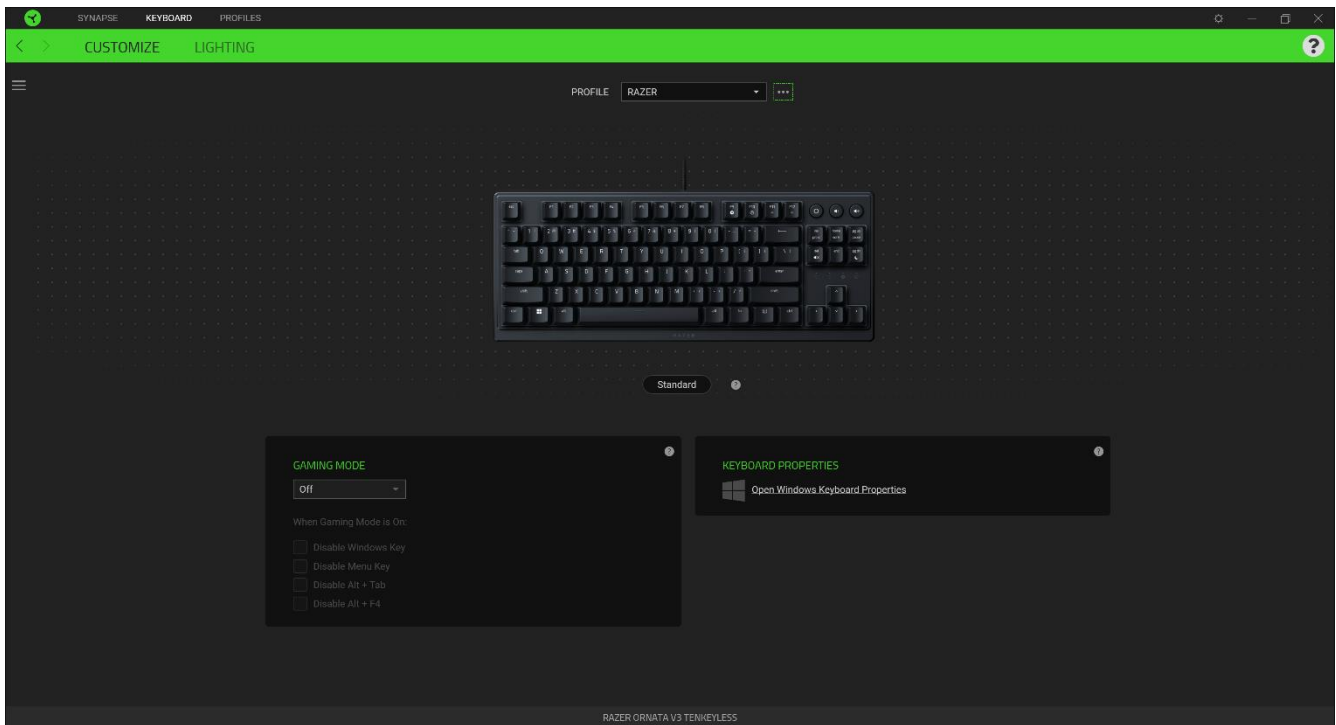 SYNAPSE KEYBOARD PROFILES
CUSTOMIZE LIGHTING
?
PROFILE RAZER
Standard ?
GAMING MODE ?
Off
When Gaming Mode is On:
Disable Windows Key
Disable Menu Key
Disable Alt + Tab
Disable Alt + F4
KEYBOARD PROPERTIES ?
Open Windows Keyboard Properties
RAZER ORNATA V3 TENKEYLESS